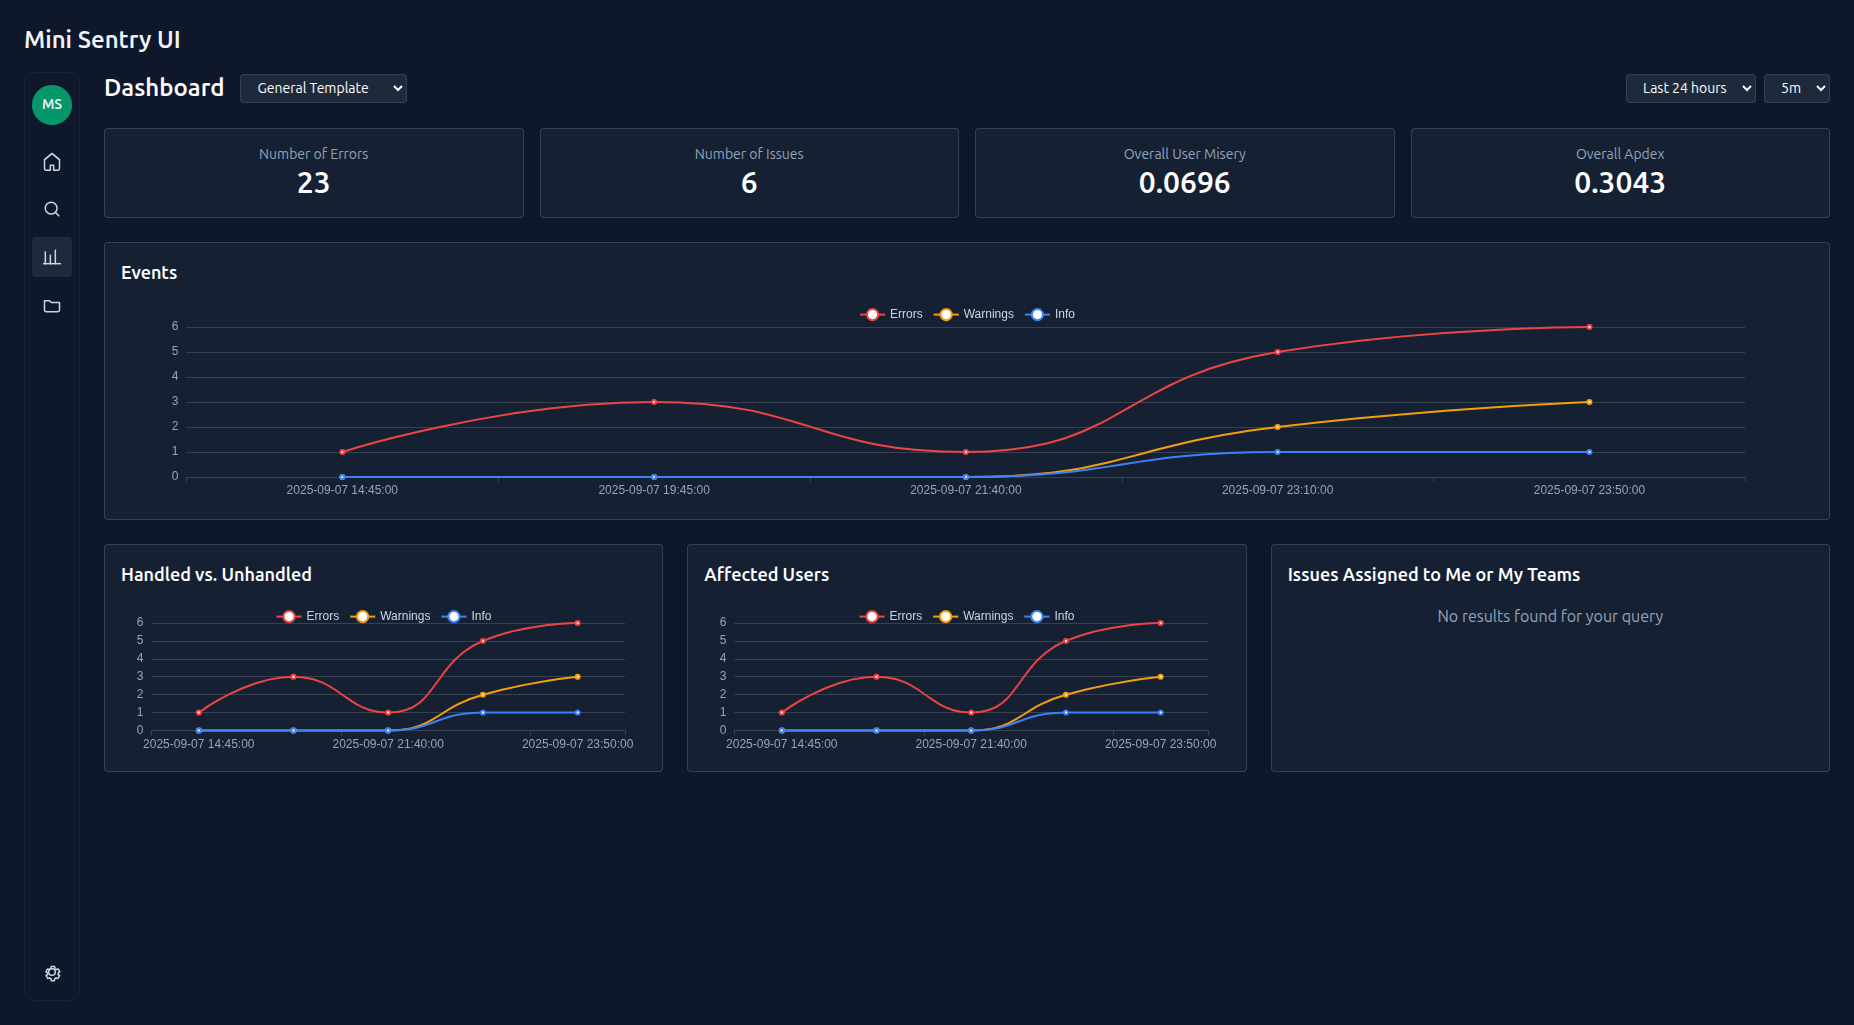 Mini Sentry UI
MS
Dashboard
General Template
Last 24 hours
5m
Number of Errors
23
Number of Issues
6
Overall User Misery
0.0696
Overall Apdex
0.3043
Events
Errors
Warnings
Info
6
5
4
3
2
1
0
2025-09-07 14:45:00
2025-09-07 19:45:00
2025-09-07 21:40:00
2025-09-07 23:10:00
2025-09-07 23:50:00
Handled vs. Unhandled
Errors
Warnings
Info
6
5
4
3
2
1
0
2025-09-07 14:45:00
2025-09-07 21:40:00
2025-09-07 23:50:00
Affected Users
Errors
Warnings
Info
6
5
4
3
2
1
0
2025-09-07 14:45:00
2025-09-07 21:40:00
2025-09-07 23:50:00
Issues Assigned to Me or My Teams
No results found for your query